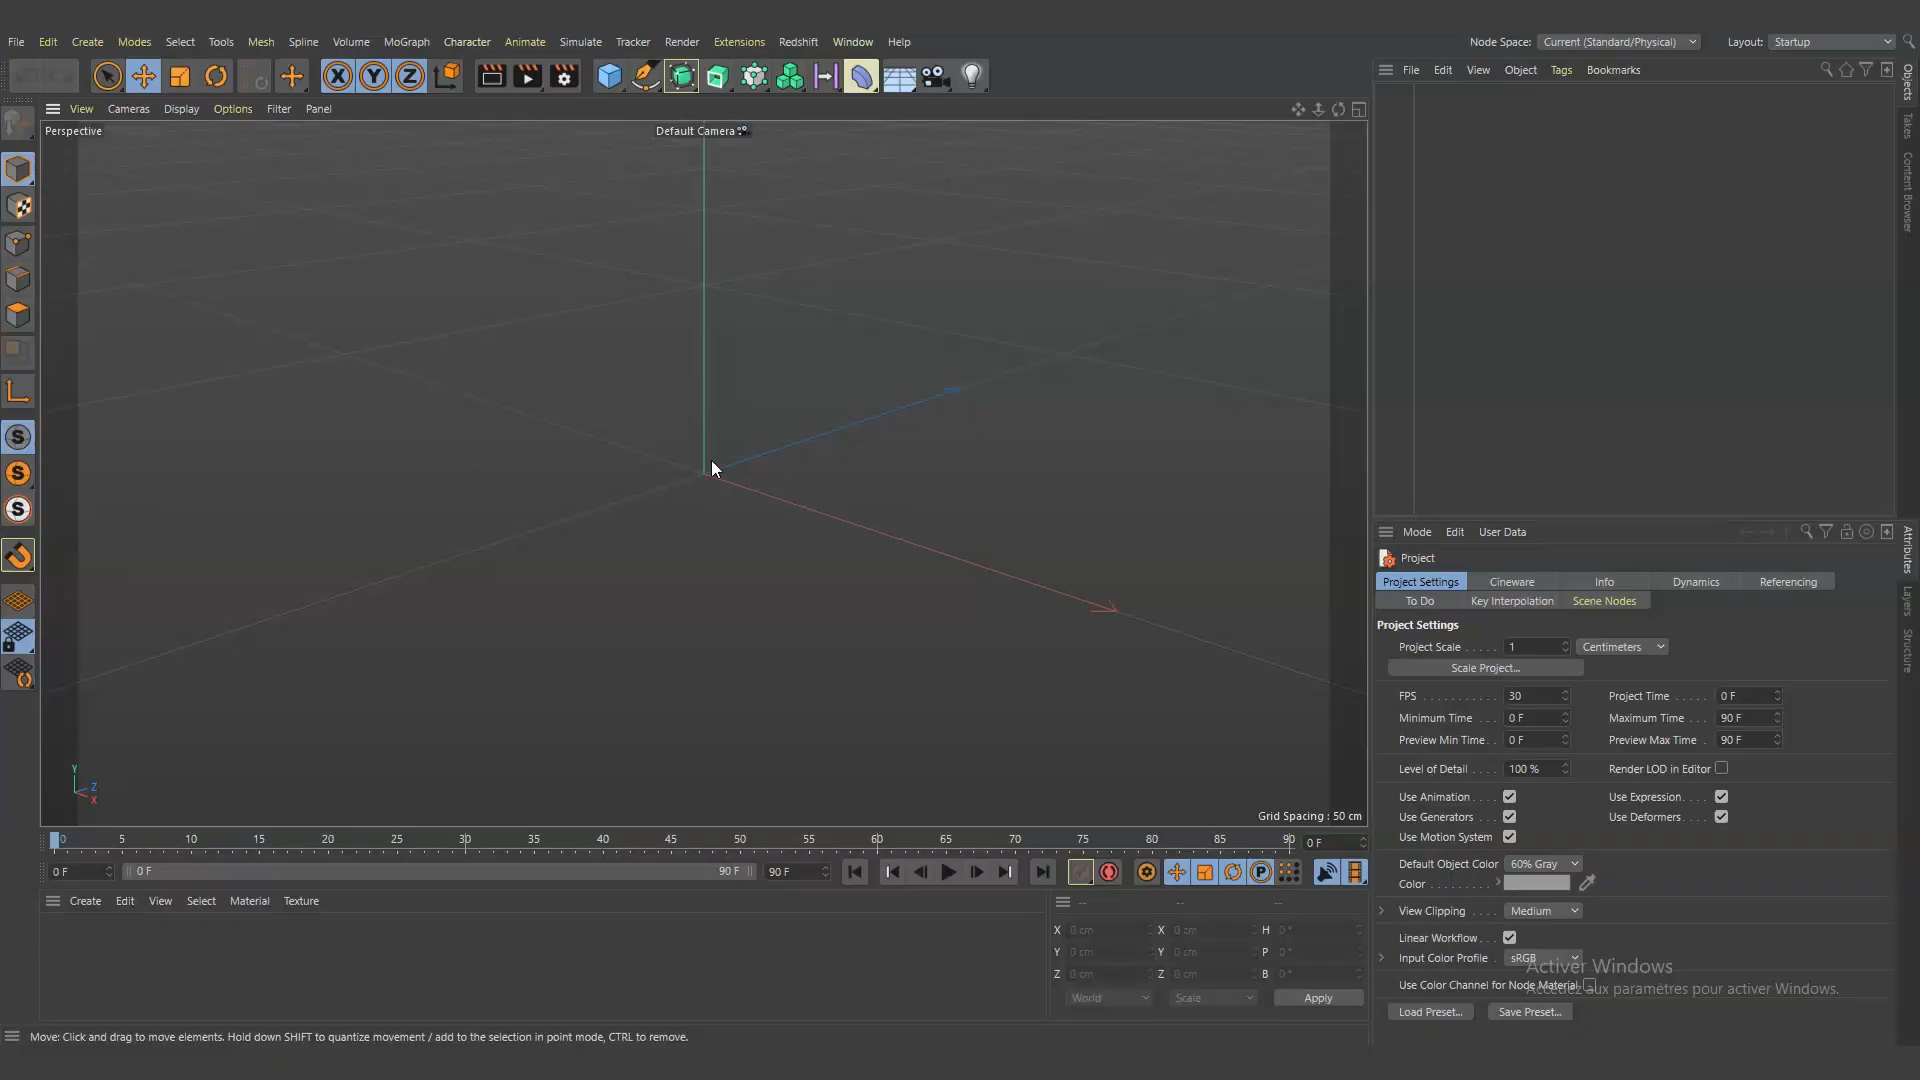 File Edit Create Modes Select Tools Mesh Spline Volume MoGraph Character Animate Simulate Tracker Render Extensions Redshift Window Help
Node Space: Current (Standard/Physical) Layout: Startup
X Y Z
File Edit View Object Tags Bookmarks
Objects
Takes
Content Browser
View Cameras Display Options Filter Panel
Perspective
Default Camera
S
S
S
Y
Z
X
Grid Spacing : 50 cm
Mode Edit User Data
Attributes
Layers
Structure
Project
Project Settings Cineware Info Dynamics Referencing
To Do Key Interpolation Scene Nodes
Project Settings
Project Scale . . . . . 1 Centimeters
Scale Project...
FPS . . . . . . . . . . . 30 Project Time . . . . . 0 F
Minimum Time . . . 0 F Maximum Time . . . 90 F
Preview Min Time . . 0 F Preview Max Time . 90 F
Level of Detail . . . . 100 % Render LOD in Editor
Use Animation . . . . Use Expression . . . .
Use Generators . . . Use Deformers . . . .
Use Motion System
Default Object Color 60% Gray
Color . . . . . . . . .
View Clipping . . . . Medium
Linear Workflow . . .
Input Color Profile . sRGB
Use Color Channel for Node Material
Load Preset... Save Preset...
Activer Windows
Accédez aux paramètres pour activer Windows.
0 5 10 15 20 25 30 35 40 45 50 55 60 65 70 75 80 85 90 0 F
0 F 0 F 90 F 90 F P
Create Edit View Select Material Texture
-- -- --
X 0 cm X 0 cm H 0 °
Y 0 cm Y 0 cm P 0 °
Z 0 cm Z 0 cm B 0 °
World Scale Apply
Move: Click and drag to move elements. Hold down SHIFT to quantize movement / add to the selection in point mode, CTRL to remove.